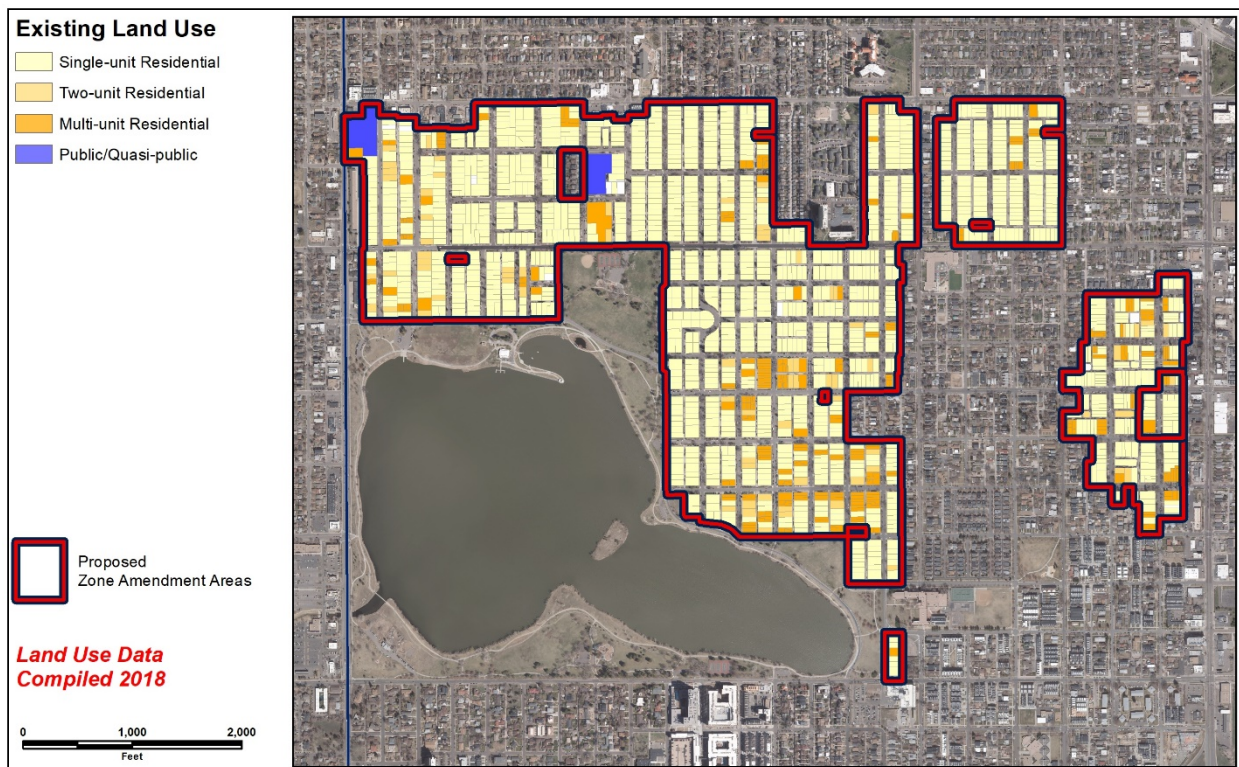 Existing Land Use
Single-unit Residential
Two-unit Residential
Multi-unit Residential
Public/Quasi-public
Proposed
Zone Amendment Areas
Land Use Data
Compiled 2018
0 1,000 2,000
Feet